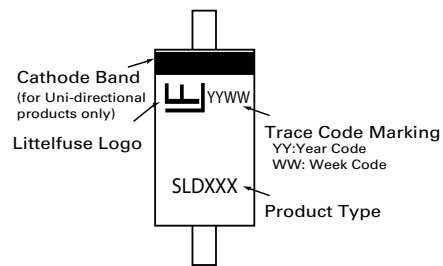 Cathode Band
(for Uni-directional
products only)
Littelfuse Logo
YYWW
Trace Code Marking
YY:Year Code
WW: Week Code
SLDXXX
Product Type